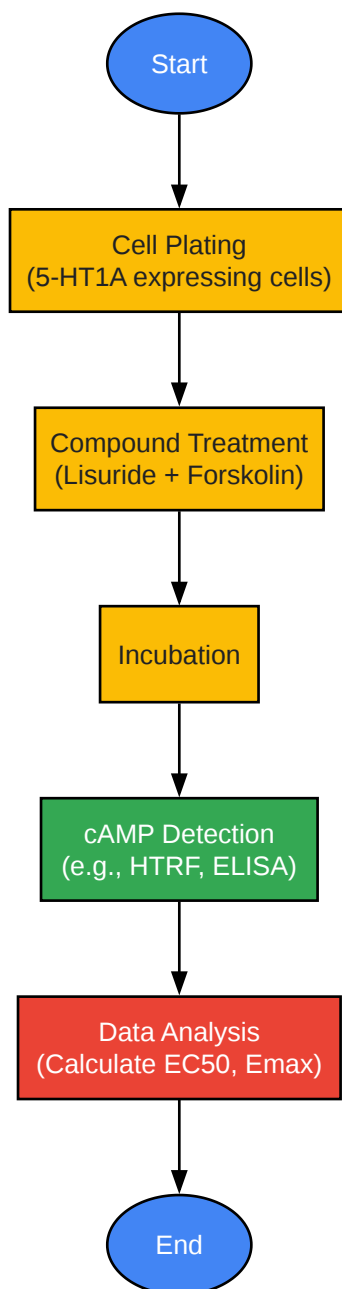 Start
Cell Plating
(5-HT1A expressing cells)
Compound Treatment
(Lisuride + Forskolin)
Incubation
cAMP Detection
(e.g., HTRF, ELISA)
Data Analysis
(Calculate EC50, Emax)
End